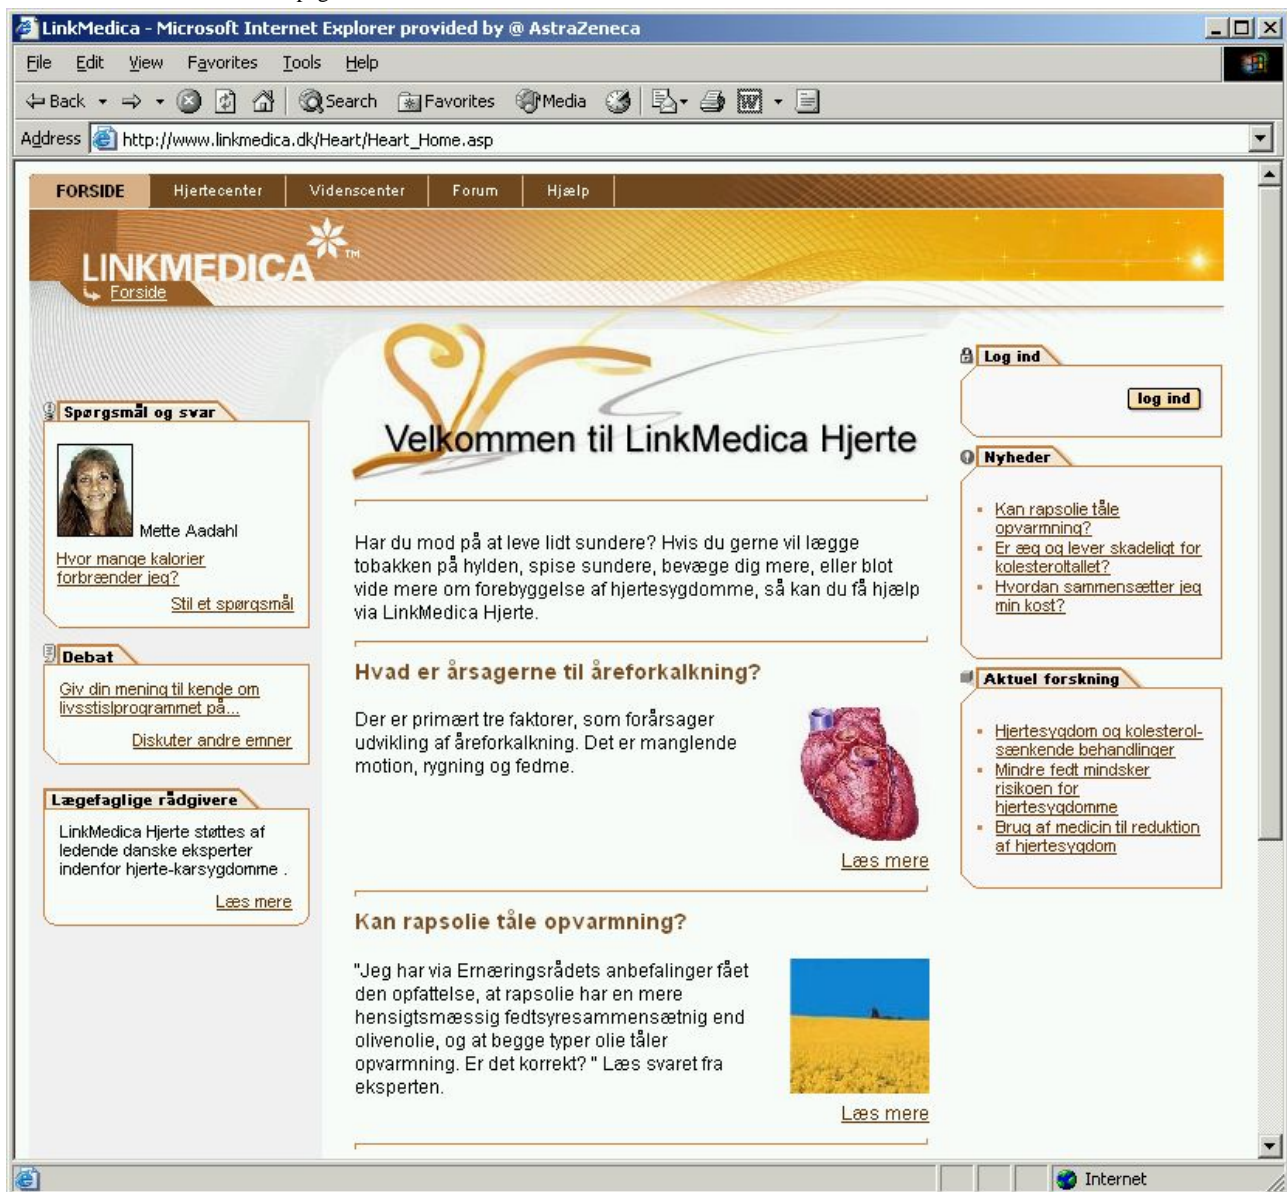 LinkMedica - Microsoft Internet Explorer provided by @ AstraZeneca
File Edit View Favorites Tools Help
Back Search Favorites Media
Address http://www.linkmedica.dk/Heart/Heart_Home.asp
FORSIDE Hjertecenter Videnscenter Forum Hjælp
LINKMEDICA TM
Forside
Spørgsmål og svar
Mette Aadahl
Hvor mange kalorier
forbrænder jeg?
Stil et spørgsmål
Debat
Giv din mening til kende om
livsstislprogrammet på...
Diskuter andre emner
Lægefaglige rådgivere
LinkMedica Hjerte støttes af
ledende danske eksperter
indenfor hjerte-karsygdomme .
Læs mere
Velkommen til LinkMedica Hjerte
Har du mod på at leve lidt sundere? Hvis du gerne vil lægge
tobakken på hylden, spise sundere, bevæge dig mere, eller blot
vide mere om forebyggelse af hjertesygdomme, så kan du få hjælp
via LinkMedica Hjerte.
Hvad er årsagerne til åreforkalkning?
Der er primært tre faktorer, som forårsager
udvikling af åreforkalkning. Det er manglende
motion, rygning og fedme.
Læs mere
Kan rapsolie tåle opvarmning?
"Jeg har via Ernæringsrådets anbefalinger fået
den opfattelse, at rapsolie har en mere
hensigtsmæssig fedtsyresammensætnig end
olivenolie, og at begge typer olie tåler
opvarmning. Er det korrekt? " Læs svaret fra
eksperten.
Læs mere
Log ind
log ind
Nyheder
Kan rapsolie tåle
opvarmning?
Er æg og lever skadeligt for
kolesteroltallet?
Hvordan sammensætter jeg
min kost?
Aktuel forskning
Hjertesygdom og kolesterol-
sænkende behandlinger
Mindre fedt mindsker
risikoen for
hjertesygdomme
Brug af medicin til reduktion
af hjertesygdom
Internet